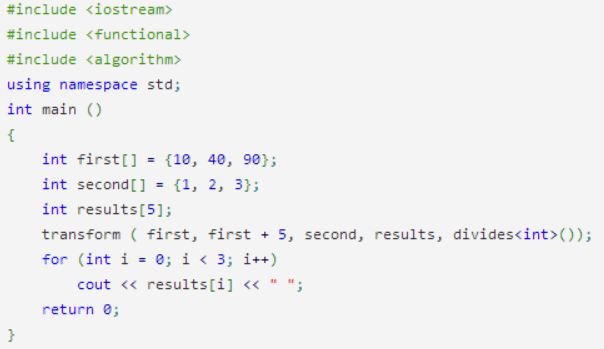 #include <iostream>
#include <functional>
#include <algorithm>
using namespace std;
int main ()
{
    int first[] = {10, 40, 90};
    int second[] = {1, 2, 3};
    int results[5];
    transform ( first, first + 5, second, results, divides<int>());
    for (int i = 0; i < 3; i++)
        cout << results[i] << " ";
    return 0;
}